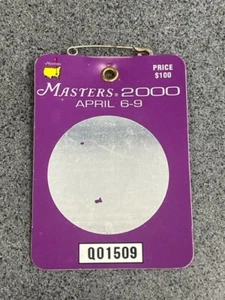 Masters
PRICE
$100
MASTERS® 2000
APRIL 6-9
Q01509